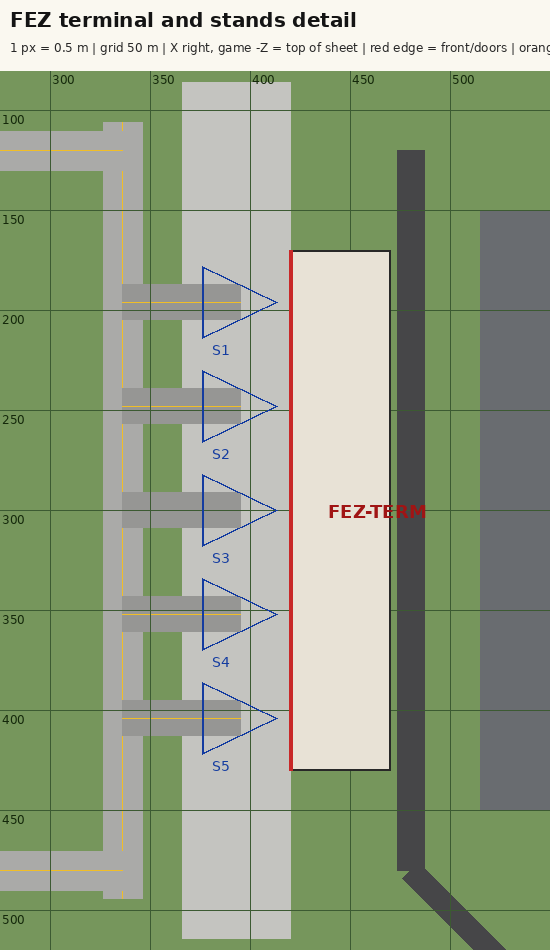 FEZ terminal and stands detail
1 px = 0.5 m | grid 50 m | X right, game -Z = top of sheet | red edge = front/doors | orang
300 350 400 450 500
100
150
200
S1
250
S2
300
FEZ-TERM
S3
350
S4
400
S5
450
500